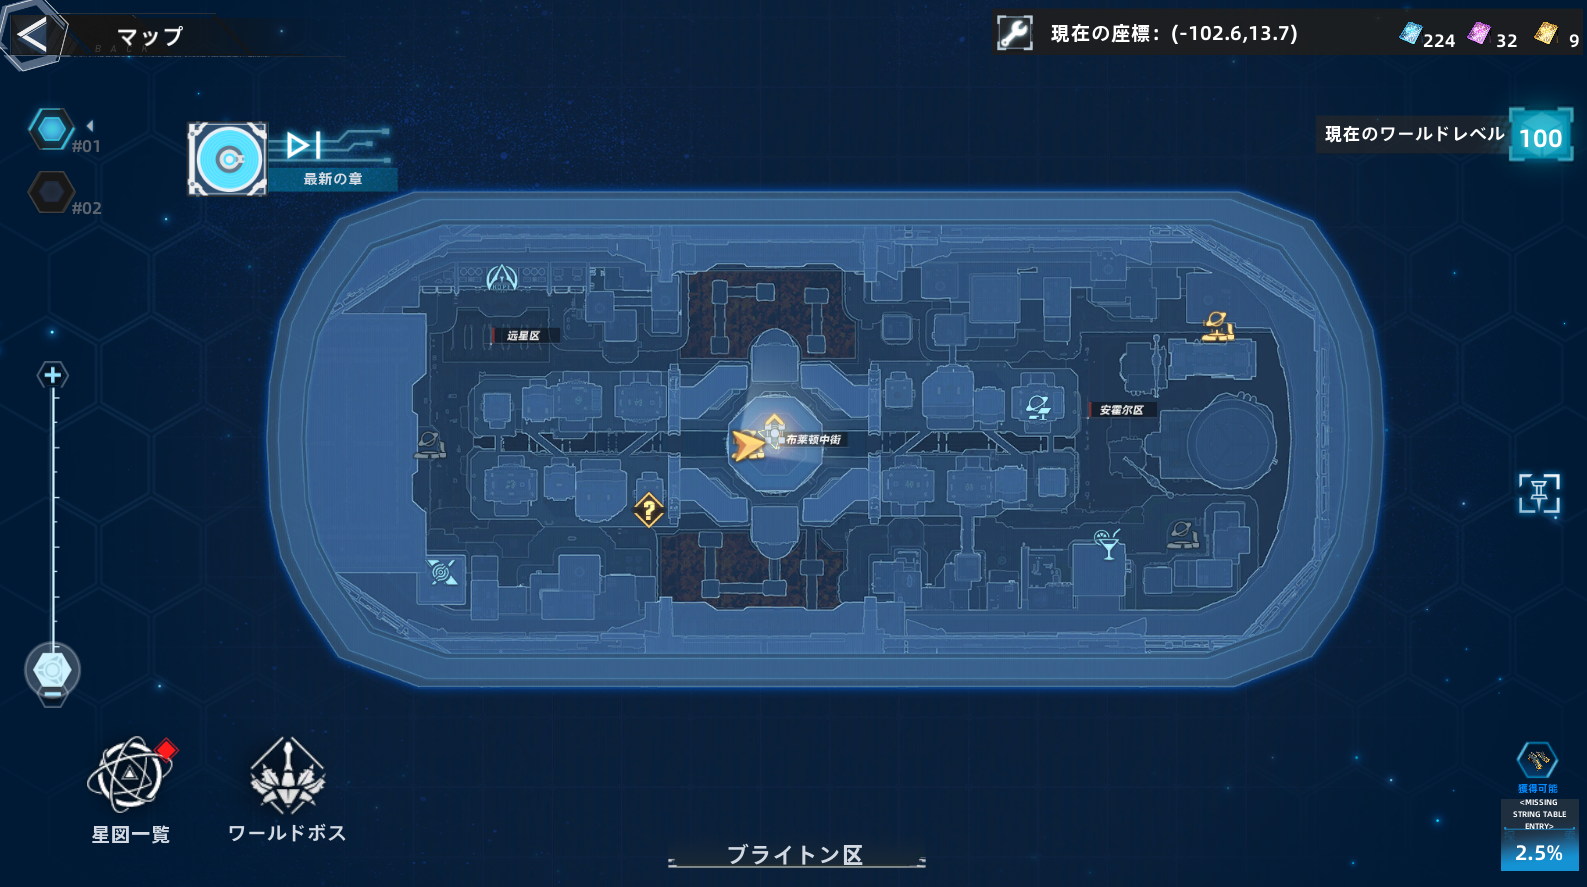 マップ
BACK
現在の座標：(-102.6,13.7)
224
32
9
#01
#02
最新の章
現在のワールドレベル
100
远星区
安霍尔区
布莱顿中街
?
星図一覧
ワールドボス
ブライトン区
獲得可能
<MISSING
STRING TABLE
ENTRY>
2.5%